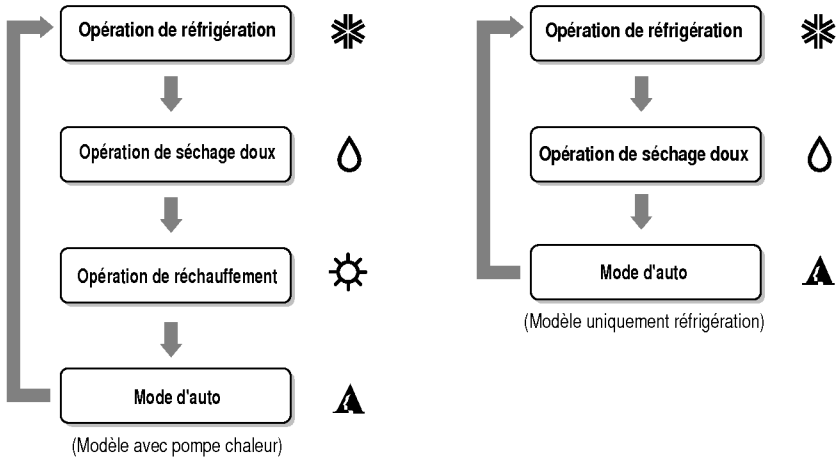 Opération de réfrigération
Opération de séchage doux
Opération de réchauffement
Mode d'auto
(Modèle avec pompe chaleur)
Opération de réfrigération
Opération de séchage doux
Mode d'auto
(Modèle uniquement réfrigération)